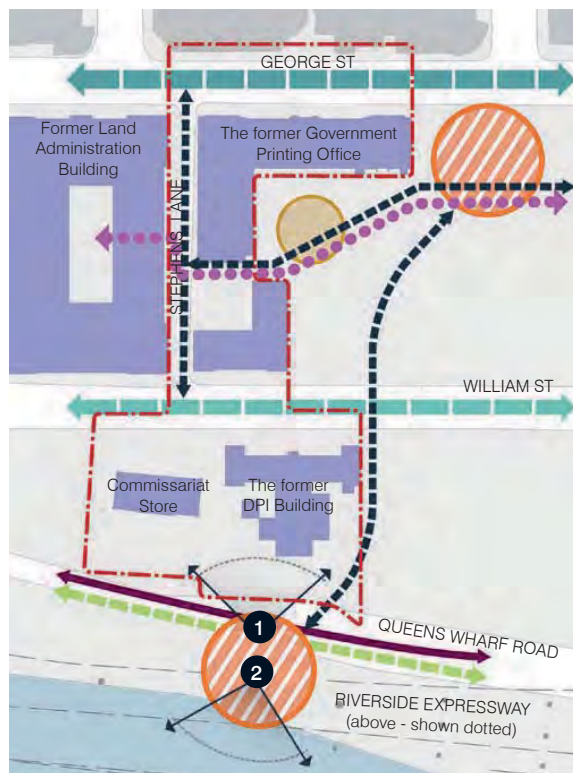 GEORGE ST
Former Land
Administration
Building
The former Government
Printing Office
STEPHENS LANE
WILLIAM ST
Commissariat
Store
The former
DPI Building
1
QUEENS WHARF ROAD
2
RIVERSIDE EXPRESSWAY
(above - shown dotted)